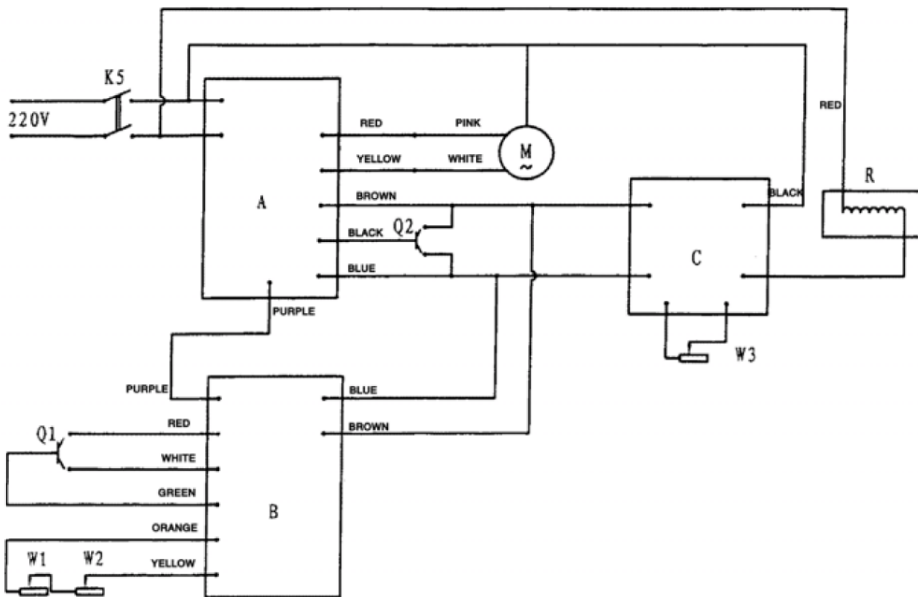 K5
220V
RED
PINK
RED
M
~
YELLOW
WHITE
R
A
BROWN
BLACK
BLACK
Q2
C
BLUE
PURPLE
W3
PURPLE
BLUE
RED
BROWN
Q1
WHITE
GREEN
B
ORANGE
W1
W2
YELLOW